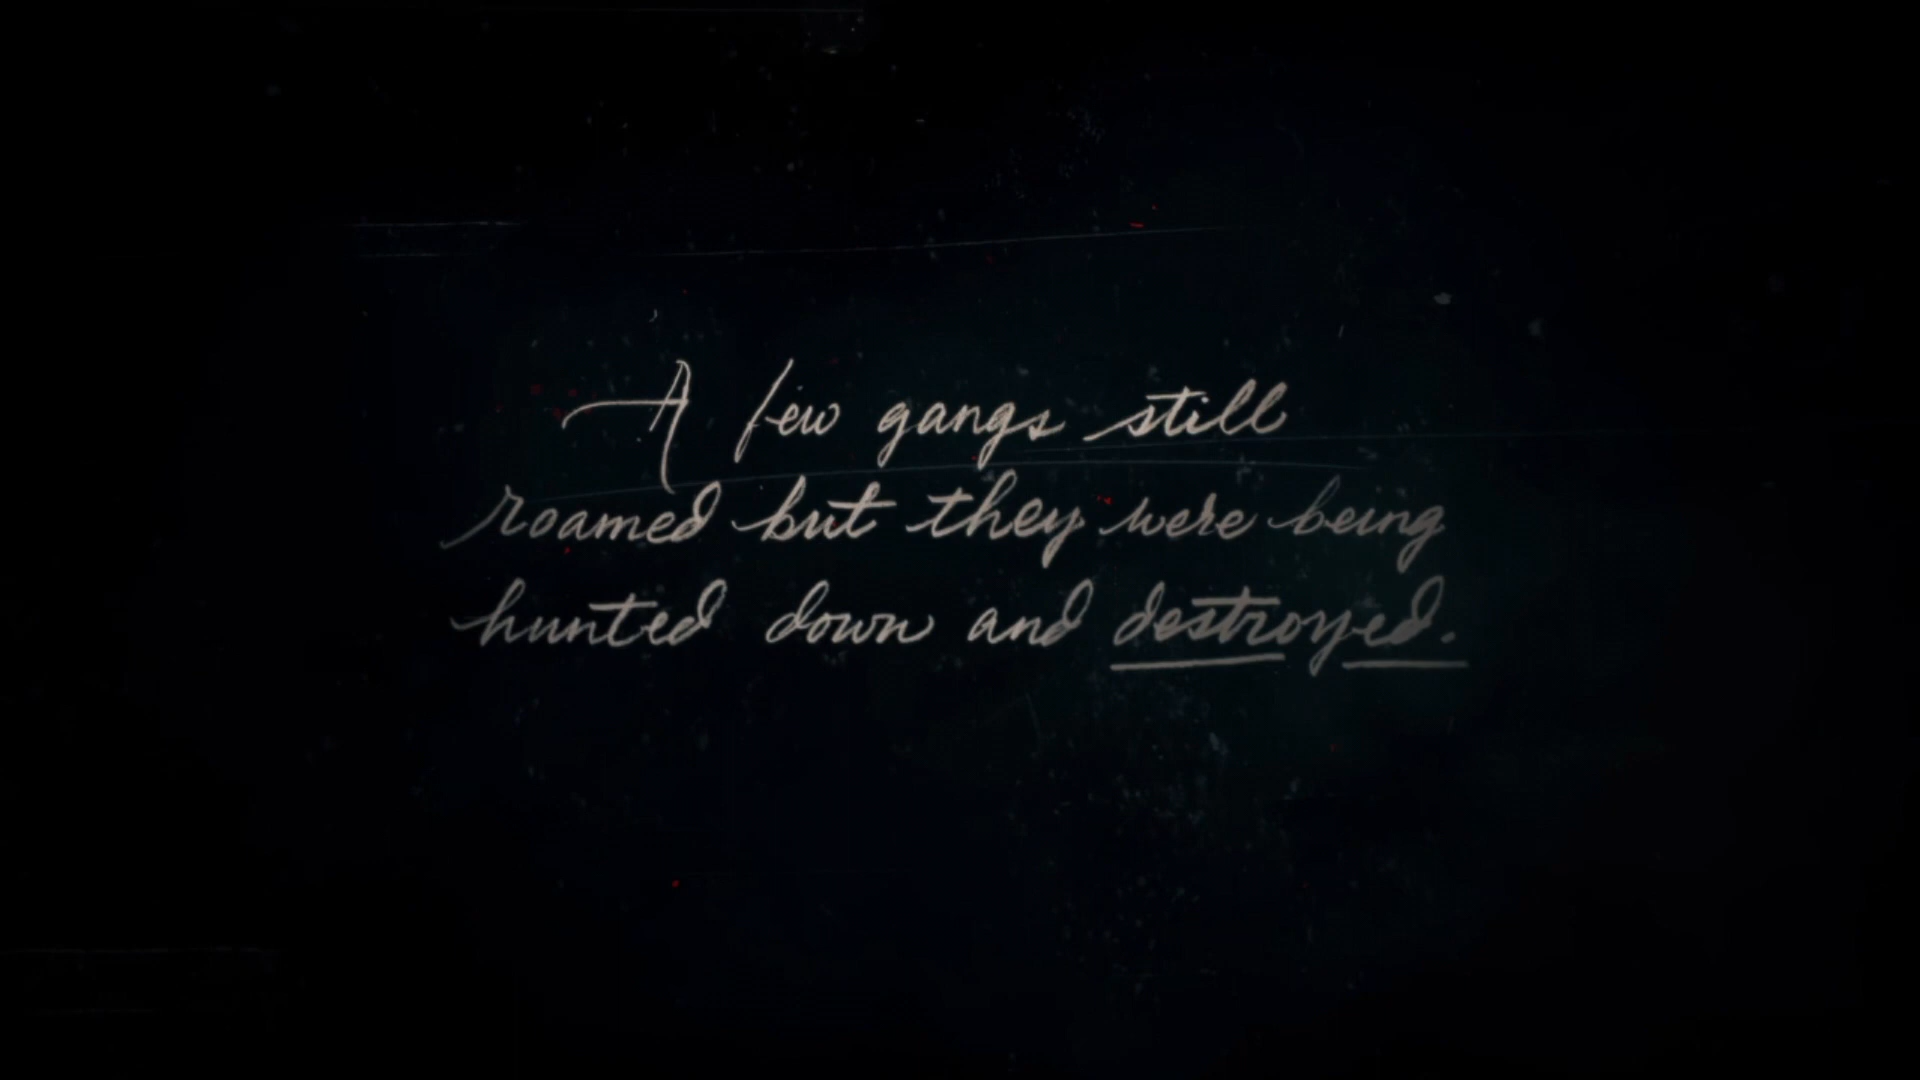 A few gangs still
roamed but they were being
hunted down and destroyed.